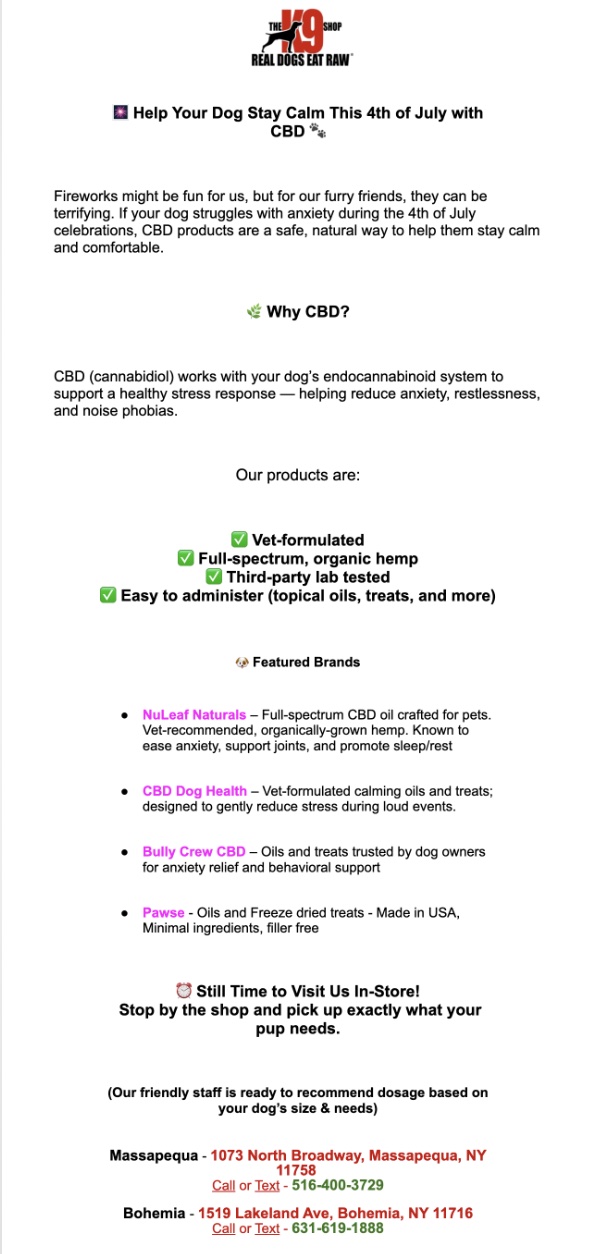 THE K9 SHOP
REAL DOGS EAT RAW
🎆 Help Your Dog Stay Calm This 4th of July with
CBD 🐾
Fireworks might be fun for us, but for our furry friends, they can be
terrifying. If your dog struggles with anxiety during the 4th of July
celebrations, CBD products are a safe, natural way to help them stay calm
and comfortable.
🌿 Why CBD?
CBD (cannabidiol) works with your dog’s endocannabinoid system to
support a healthy stress response — helping reduce anxiety, restlessness,
and noise phobias.
Our products are:
✅ Vet-formulated
✅ Full-spectrum, organic hemp
✅ Third-party lab tested
✅ Easy to administer (topical oils, treats, and more)
🐶 Featured Brands
● NuLeaf Naturals – Full-spectrum CBD oil crafted for pets.
Vet-recommended, organically-grown hemp. Known to
ease anxiety, support joints, and promote sleep/rest
● CBD Dog Health – Vet-formulated calming oils and treats;
designed to gently reduce stress during loud events.
● Bully Crew CBD – Oils and treats trusted by dog owners
for anxiety relief and behavioral support
● Pawse - Oils and Freeze dried treats - Made in USA,
Minimal ingredients, filler free
⏰ Still Time to Visit Us In-Store!
Stop by the shop and pick up exactly what your
pup needs.
(Our friendly staff is ready to recommend dosage based on
your dog’s size & needs)
Massapequa - 1073 North Broadway, Massapequa, NY
11758
Call or Text - 516-400-3729
Bohemia - 1519 Lakeland Ave, Bohemia, NY 11716
Call or Text - 631-619-1888